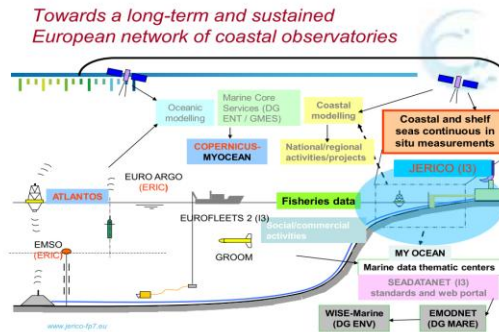 Towards a long-term and sustained
European network of coastal observatories
Oceanic
modelling
Marine Core
Services (DG
ENT / GMES)
Coastal
modelling
Coastal and shelf
seas continuous in
situ measurements
COPERNICUS-
MYOCEAN
National/regional
activities/projects
JERICO (I3)
EURO ARGO
(ERIC)
ATLANTOS
Fisheries data
EUROFLEETS 2 (I3)
Social/commercial
activities
EMSO
(ERIC)
GROOM
MY OCEAN
Marine data thematic centers
SEADATANET (I3)
standards and web portal
WISE-Marine
(DG ENV)
EMODNET
(DG MARE)
www.jerico-fp7.eu